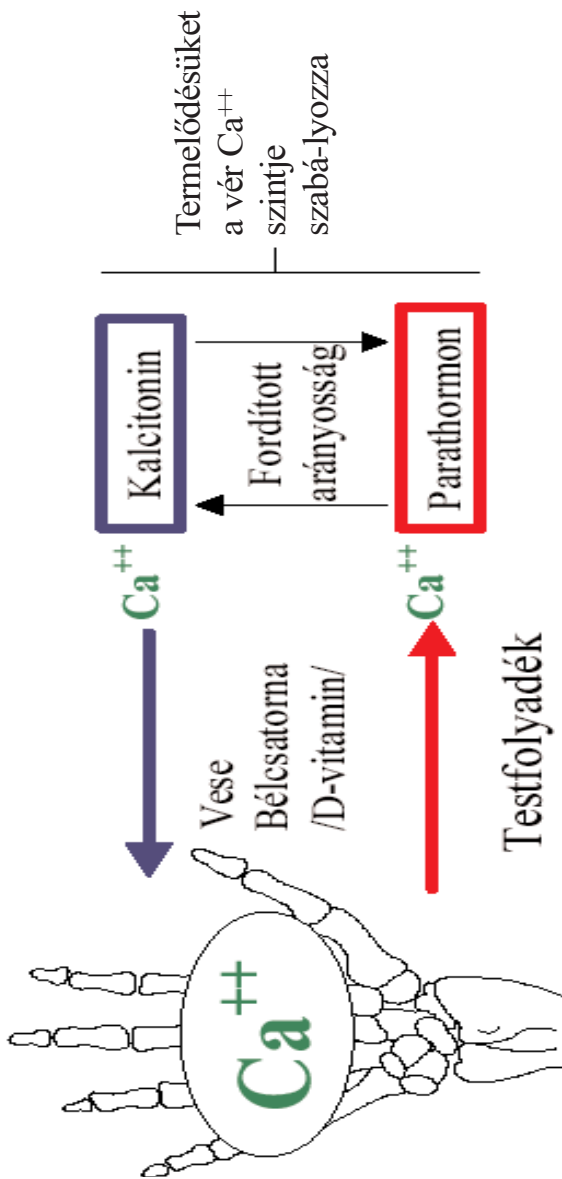 Ca++
Ca++
Kalcitonin
Vese
Bélcsatorna
/D-vitamin/
Fordított
arányosság
Termelődésüket
a vér Ca++
szintje
szabá-lyozza
Ca++
Parathormon
Testfolyadék